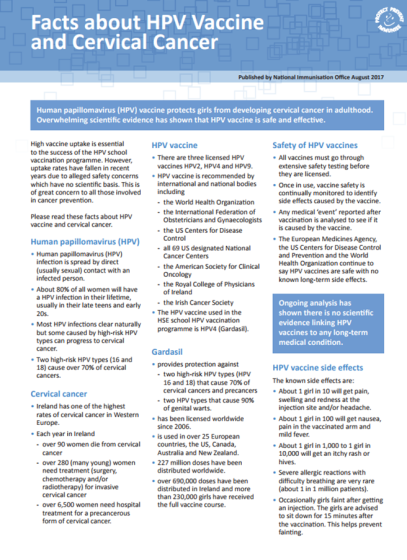 Facts about HPV Vaccine
and Cervical Cancer
Published by National Immunisation Office August 2017
Human papillomavirus (HPV) vaccine protects girls from developing cervical cancer in adulthood.
Overwhelming scientific evidence has shown that HPV vaccine is safe and effective.
High vaccine uptake is essential
to the success of the HPV school
vaccination programme. However,
uptake rates have fallen in recent
years due to alleged safety concerns
which have no scientific basis. This is
of great concern to all those involved
in cancer prevention.
Please read these facts about HPV
vaccine and cervical cancer.
Human papillomavirus (HPV)
• Human papillomavirus (HPV)
infection is spread by direct
(usually sexual) contact with an
infected person.
• About 80% of all women will have
a HPV infection in their lifetime,
usually in their late teens and early
20s.
• Most HPV infections clear naturally
but some caused by high-risk HPV
types can progress to cervical
cancer.
• Two high-risk HPV types (16 and
18) cause over 70% of cervical
cancers.
Cervical cancer
• Ireland has one of the highest
rates of cervical cancer in Western
Europe.
• Each year in Ireland
- over 90 women die from cervical
cancer
- over 280 (many young) women
need treatment (surgery,
chemotherapy and/or
radiotherapy) for invasive
cervical cancer
- over 6,500 women need hospital
treatment for a precancerous
form of cervical cancer.
HPV vaccine
• There are three licensed HPV
vaccines HPV2, HPV4 and HPV9.
• HPV vaccine is recommended by
international and national bodies
including
- the World Health Organization
- the International Federation of
Obstetricians and Gynaecologists
- the US Centers for Disease
Control
- all 69 US designated National
Cancer Centers
- the American Society for Clinical
Oncology
- the Royal College of Physicians
of Ireland
- the Irish Cancer Society
• The HPV vaccine used in the
HSE school HPV vaccination
programme is HPV4 (Gardasil).
Gardasil
• provides protection against
- two high-risk HPV types (HPV
16 and 18) that cause 70% of
cervical cancers and precancers
- two HPV types that cause 90%
of genital warts.
• has been licensed worldwide
since 2006.
• is used in over 25 European
countries, the US, Canada,
Australia and New Zealand.
• 227 million doses have been
distributed worldwide.
• over 690,000 doses have been
distributed in Ireland and more
than 230,000 girls have received
the full vaccine course.
Safety of HPV vaccines
• All vaccines must go through
extensive safety testing before
they are licensed.
• Once in use, vaccine safety is
continually monitored to identify
side effects caused by the vaccine.
• Any medical 'event' reported after
vaccination is analysed to see if it
is caused by the vaccine.
• The European Medicines Agency,
the US Centers for Disease Control
and Prevention and the World
Health Organization continue to
say HPV vaccines are safe with no
known long-term side effects.
Ongoing analysis has
shown there is no scientific
evidence linking HPV
vaccines to any long-term
medical condition.
HPV vaccine side effects
The known side effects are:
• About 1 girl in 10 will get pain,
swelling and redness at the
injection site and/or headache.
• About 1 girl in 100 will get nausea,
pain in the vaccinated arm and
mild fever.
• About 1 girl in 1,000 to 1 girl in
10,000 will get an itchy rash or
hives.
• Severe allergic reactions with
difficulty breathing are very rare
(about 1 in 1 million patients).
• Occasionally girls faint after getting
an injection. The girls are advised
to sit down for 15 minutes after
the vaccination. This helps prevent
fainting.